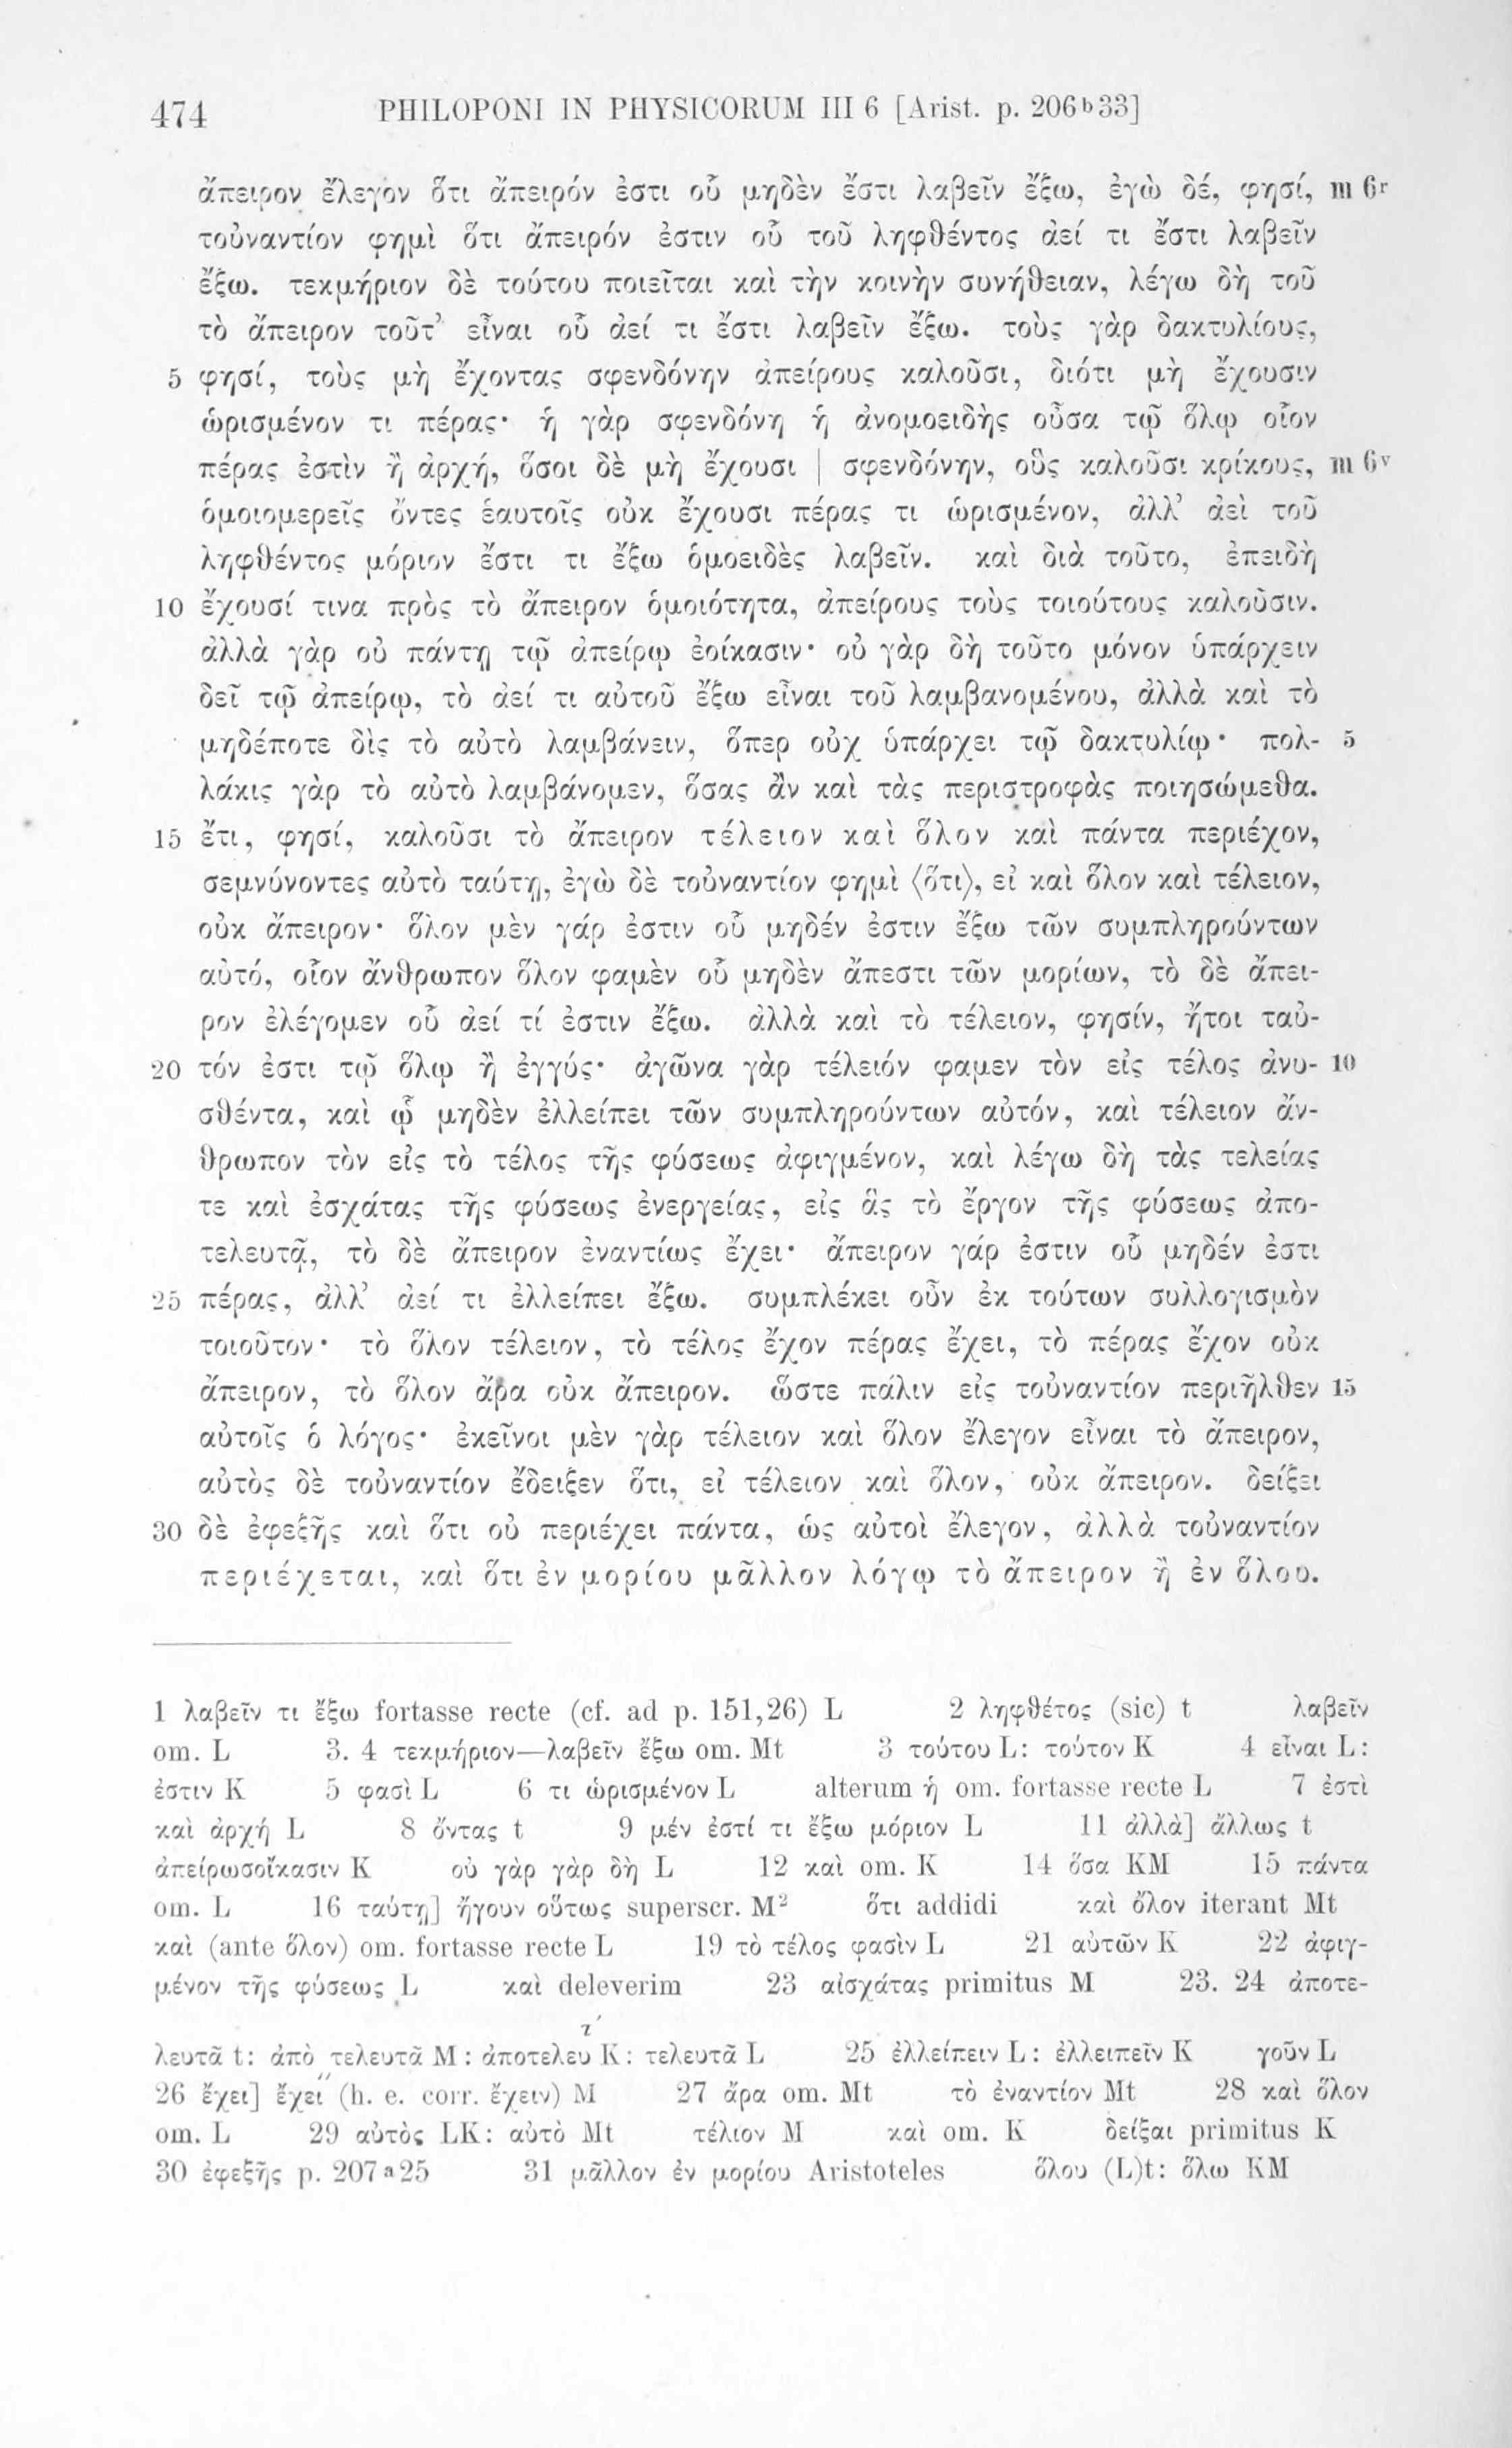 474 PHILOPONI IN PHYSICORUM III 6 [Arist. p. 206ᵇ33]
ἄπειρον ἔλεγον ὅτι ἄπειρόν ἐστι οὗ μηδὲν ἔστι λαβεῖν ἔξω, ἐγὼ δέ, φησί, m 6ʳ
τοὐναντίον φημὶ ὅτι ἄπειρόν ἐστιν οὗ τοῦ ληφθέντος ἀεί τι ἔστι λαβεῖν
ἔξω. τεκμήριον δὲ τούτου ποιεῖται καὶ τὴν κοινὴν συνήθειαν, λέγω δὴ τοῦ
τὸ ἄπειρον τοῦτ’ εἶναι οὗ ἀεί τι ἔστι λαβεῖν ἔξω. τοὺς γὰρ δακτυλίους,
5 φησί, τοὺς μὴ ἔχοντας σφενδόνην ἀπείρους καλοῦσι, διότι μὴ ἔχουσιν
ὡρισμένον τι πέρας· ἡ γὰρ σφενδόνη ἡ ἀνομοειδὴς οὖσα τῷ ὅλῳ οἷον
πέρας ἐστὶν ἢ ἀρχή, ὅσοι δὲ μὴ ἔχουσι | σφενδόνην, οὓς καλοῦσι κρίκους, m 6ᵛ
ὁμοιομερεῖς ὄντες ἑαυτοῖς οὐκ ἔχουσι πέρας τι ὡρισμένον, ἀλλ’ ἀεὶ τοῦ
ληφθέντος μόριον ἔστι τι ἔξω ὁμοειδὲς λαβεῖν. καὶ διὰ τοῦτο, ἐπειδὴ
10 ἔχουσί τινα πρὸς τὸ ἄπειρον ὁμοιότητα, ἀπείρους τοὺς τοιούτους καλοῦσιν.
ἀλλὰ γὰρ οὐ πάντῃ τῷ ἀπείρῳ ἐοίκασιν· οὐ γὰρ δὴ τοῦτο μόνον ὑπάρχειν
δεῖ τῷ ἀπείρῳ, τὸ ἀεί τι αὐτοῦ ἔξω εἶναι τοῦ λαμβανομένου, ἀλλὰ καὶ τὸ
μηδέποτε δὶς τὸ αὐτὸ λαμβάνειν, ὅπερ οὐχ ὑπάρχει τῷ δακτυλίῳ· πολ- 5
λάκις γὰρ τὸ αὐτὸ λαμβάνομεν, ὅσας ἂν καὶ τὰς περιστροφὰς ποιησώμεθα.
15 ἔτι, φησί, καλοῦσι τὸ ἄπειρον τέλειον καὶ ὅλον καὶ πάντα περιέχον,
σεμνύνοντες αὐτὸ ταύτῃ, ἐγὼ δὲ τοὐναντίον φημὶ ⟨ὅτι⟩, εἰ καὶ ὅλον καὶ τέλειον,
οὐκ ἄπειρον· ὅλον μὲν γάρ ἐστιν οὗ μηδέν ἐστιν ἔξω τῶν συμπληρούντων
αὐτό, οἷον ἄνθρωπον ὅλον φαμὲν οὗ μηδὲν ἄπεστι τῶν μορίων, τὸ δὲ ἄπει-
ρον ἐλέγομεν οὗ ἀεί τί ἐστιν ἔξω. ἀλλὰ καὶ τὸ τέλειον, φησίν, ἤτοι ταὐ-
20 τόν ἐστι τῷ ὅλῳ ἢ ἐγγύς· ἀγῶνα γὰρ τέλειόν φαμεν τὸν εἰς τέλος ἀνυ- 10
σθέντα, καὶ ᾧ μηδὲν ἐλλείπει τῶν συμπληρούντων αὐτόν, καὶ τέλειον ἄν-
θρωπον τὸν εἰς τὸ τέλος τῆς φύσεως ἀφιγμένον, καὶ λέγω δὴ τὰς τελείας
τε καὶ ἐσχάτας τῆς φύσεως ἐνεργείας, εἰς ἃς τὸ ἔργον τῆς φύσεως ἀπο-
τελευτᾷ, τὸ δὲ ἄπειρον ἐναντίως ἔχει· ἄπειρον γάρ ἐστιν οὗ μηδέν ἐστι
25 πέρας, ἀλλ’ ἀεί τι ἐλλείπει ἔξω. συμπλέκει οὖν ἐκ τούτων συλλογισμὸν
τοιοῦτον· τὸ ὅλον τέλειον, τὸ τέλος ἔχον πέρας ἔχει, τὸ πέρας ἔχον οὐκ
ἄπειρον, τὸ ὅλον ἄρα οὐκ ἄπειρον. ὥστε πάλιν εἰς τοὐναντίον περιῆλθεν 15
αὐτοῖς ὁ λόγος· ἐκεῖνοι μὲν γὰρ τέλειον καὶ ὅλον ἔλεγον εἶναι τὸ ἄπειρον,
αὐτὸς δὲ τοὐναντίον ἔδειξεν ὅτι, εἰ τέλειον καὶ ὅλον, οὐκ ἄπειρον. δείξει
30 δὲ ἐφεξῆς καὶ ὅτι οὐ περιέχει πάντα, ὡς αὐτοὶ ἔλεγον, ἀλλὰ τοὐναντίον
περιέχεται, καὶ ὅτι ἐν μορίου μᾶλλον λόγῳ τὸ ἄπειρον ἢ ἐν ὅλου.
1 λαβεῖν τι ἔξω fortasse recte (cf. ad p. 151,26) L 2 ληφθέτος (sic) t λαβεῖν
om. L 3. 4 τεκμήριον—λαβεῖν ἔξω om. Mt 3 τούτου L: τούτον K 4 εἶναι L:
ἐστιν K 5 φασὶ L 6 τι ὡρισμένον L alterum ἡ om. fortasse recte L 7 ἐστὶ
καὶ ἀρχή L 8 ὄντας t 9 μέν ἐστί τι ἔξω μόριον L 11 ἀλλὰ] ἄλλως t
ἀπείρωσοἴκασιν K οὐ γὰρ γὰρ δὴ L 12 καὶ om. K 14 ὅσα KM 15 πάντα
om. L 16 ταύτῃ] ἤγουν οὕτως superscr. M² ὅτι addidi καὶ ὅλον iterant Mt
καὶ (ante ὅλον) om. fortasse recte L 19 τὸ τέλος φασὶν L 21 αὐτῶν K 22 ἀφιγ-
μένον τῆς φύσεως L καὶ deleverim 23 αἰσχάτας primitus M 23. 24 ἀποτε-
λευτᾶ t: ἀπὸ τελευτᾶ M: ἀποτελευτ́ K: τελευτᾶ L 25 ἐλλείπειν L: ἐλλειπεῖν K γοῦν L
26 ἔχει] ἔχει̎ (h. e. corr. ἔχειν) M 27 ἄρα om. Mt τὸ ἐναντίον Mt 28 καὶ ὅλον
om. L 29 αὐτὸς LK: αὐτὸ Mt τέλιον M καὶ om. K δείξαι primitus K
30 ἐφεξῆς p. 207ᵃ25 31 μᾶλλον ἐν μορίου Aristoteles ὅλου (L)t: ὅλω KM